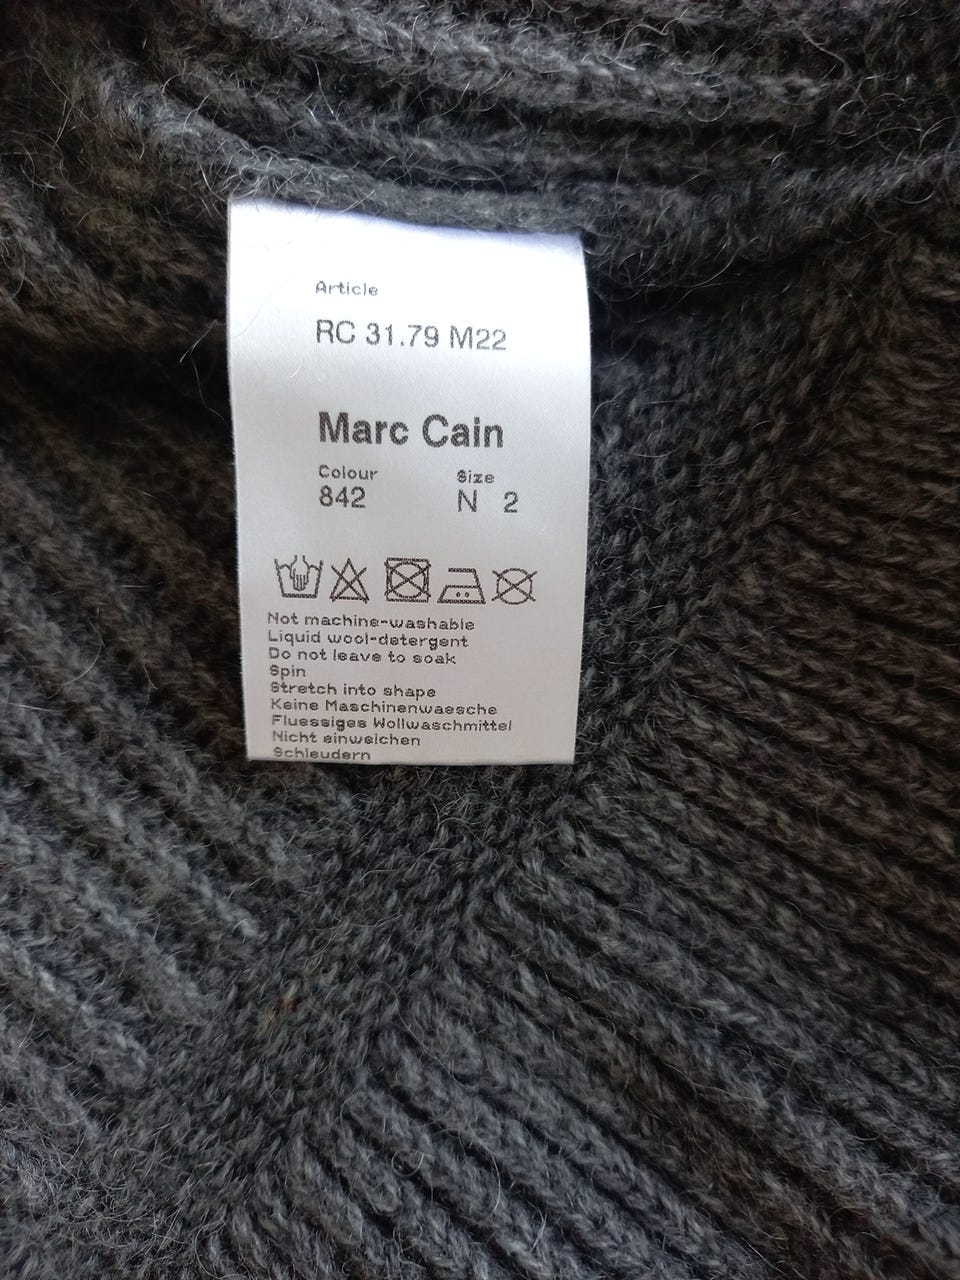 Article
RC 31.79 M22
Marc Cain
Colour Size
842 N 2
Not machine-washable
Liquid wool-detergent
Do not leave to soak
Spin
Stretch into shape
Keine Maschinenwaesche
Fluessiges Wollwaschmittel
Nicht einweichen
Schleudern